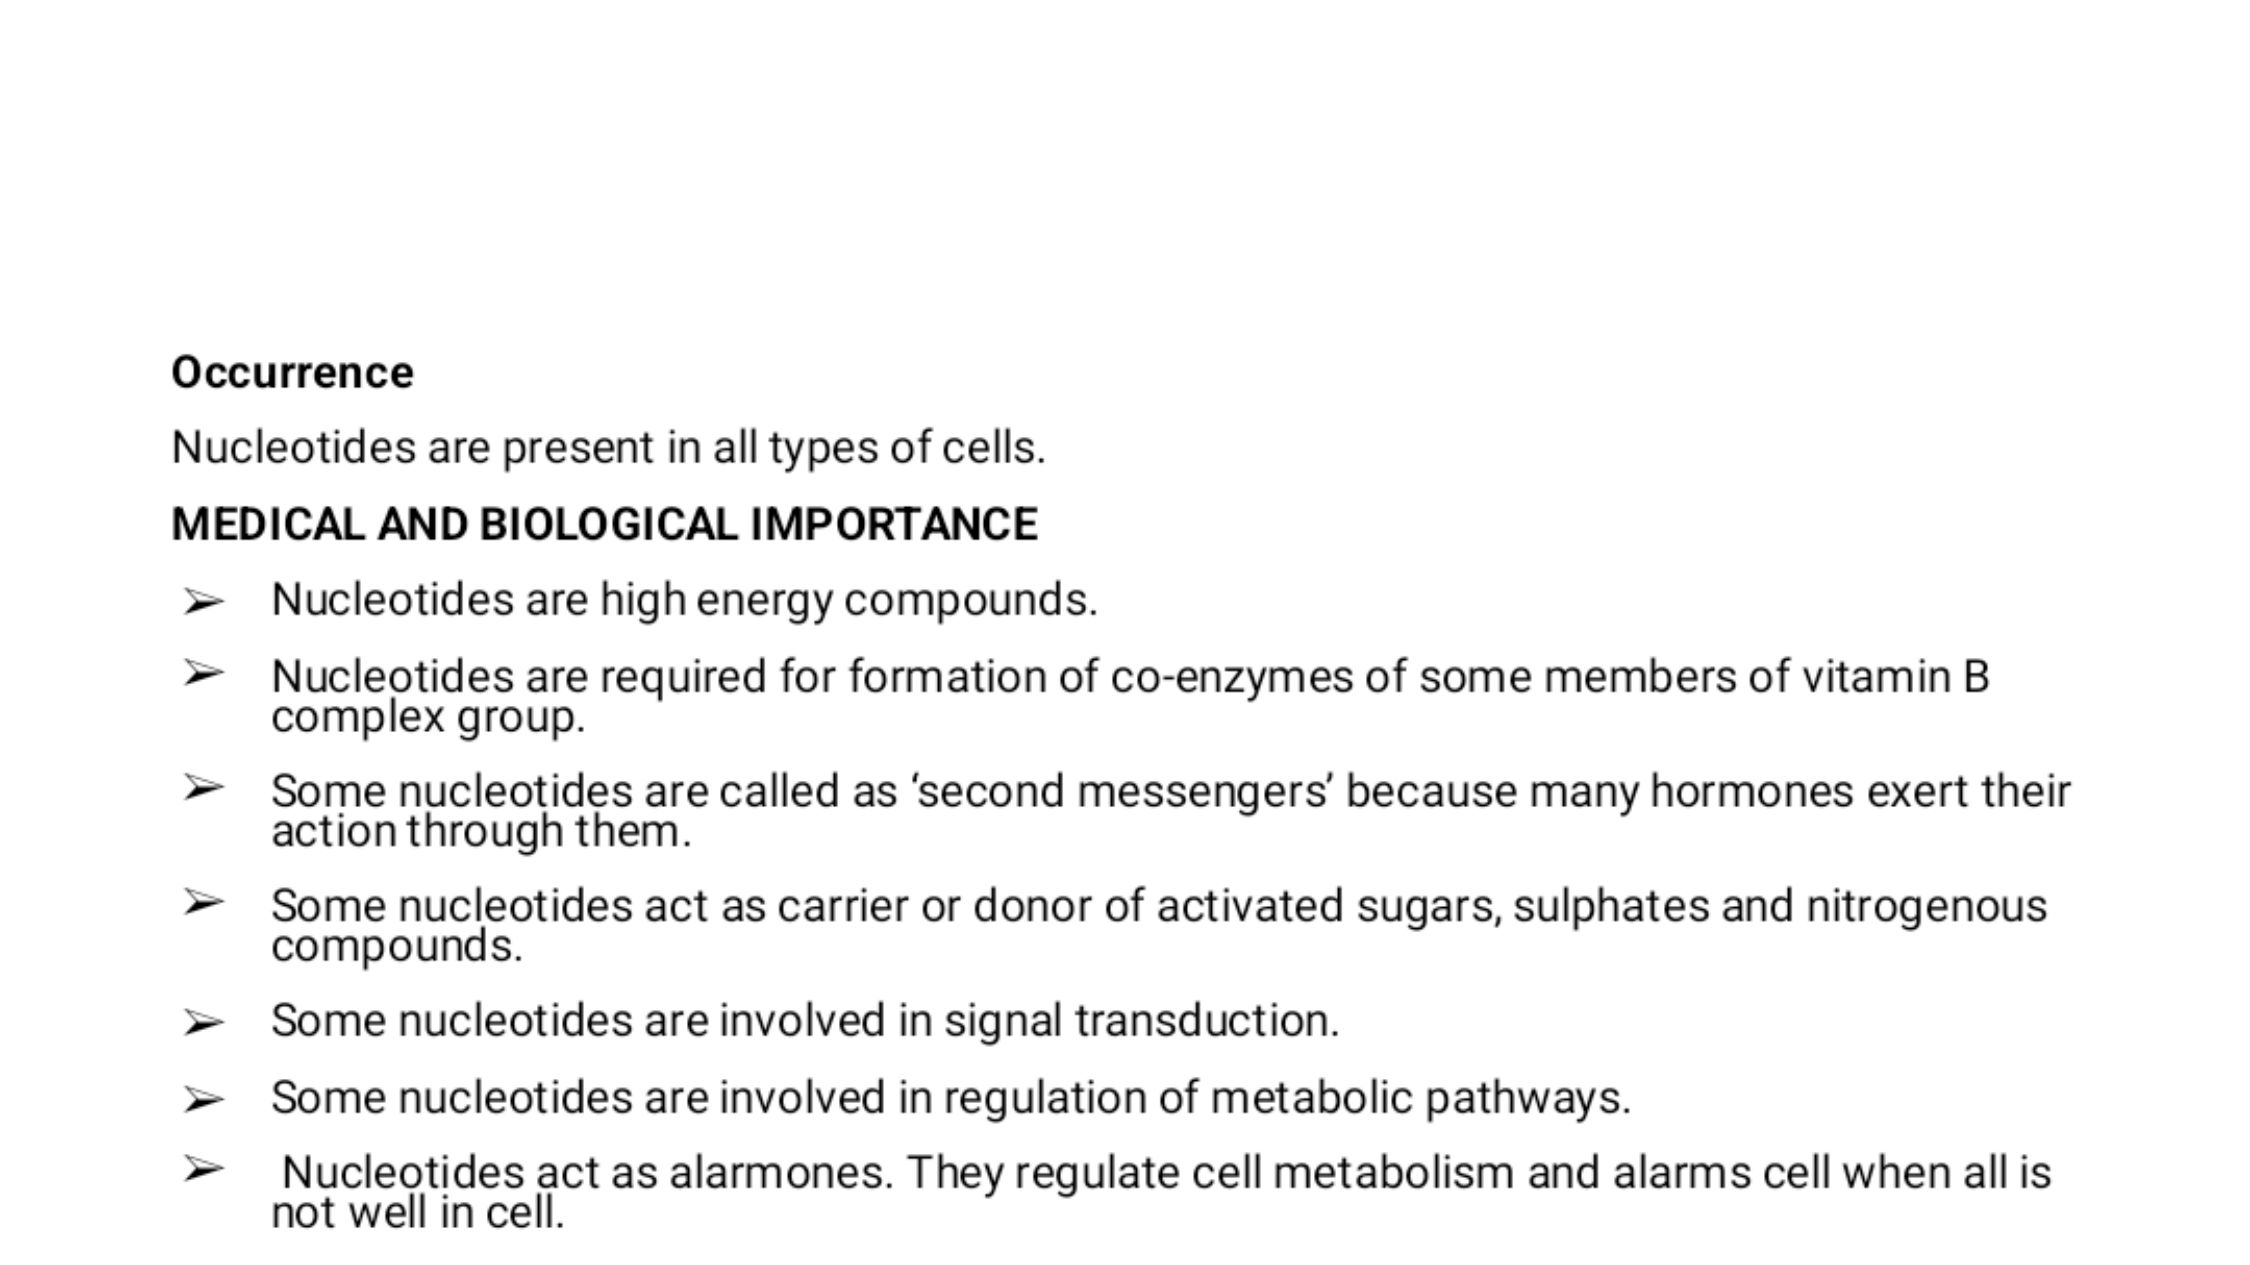 Occurrence
Nucleotides are present in all types of cells.
MEDICAL AND BIOLOGICAL IMPORTANCE
➢ Nucleotides are high energy compounds.
➢ Nucleotides are required for formation of co-enzymes of some members of vitamin B
complex group.
➢ Some nucleotides are called as ‘second messengers’ because many hormones exert their
action through them.
➢ Some nucleotides act as carrier or donor of activated sugars, sulphates and nitrogenous
compounds.
➢ Some nucleotides are involved in signal transduction.
➢ Some nucleotides are involved in regulation of metabolic pathways.
➢ Nucleotides act as alarmones. They regulate cell metabolism and alarms cell when all is
not well in cell.